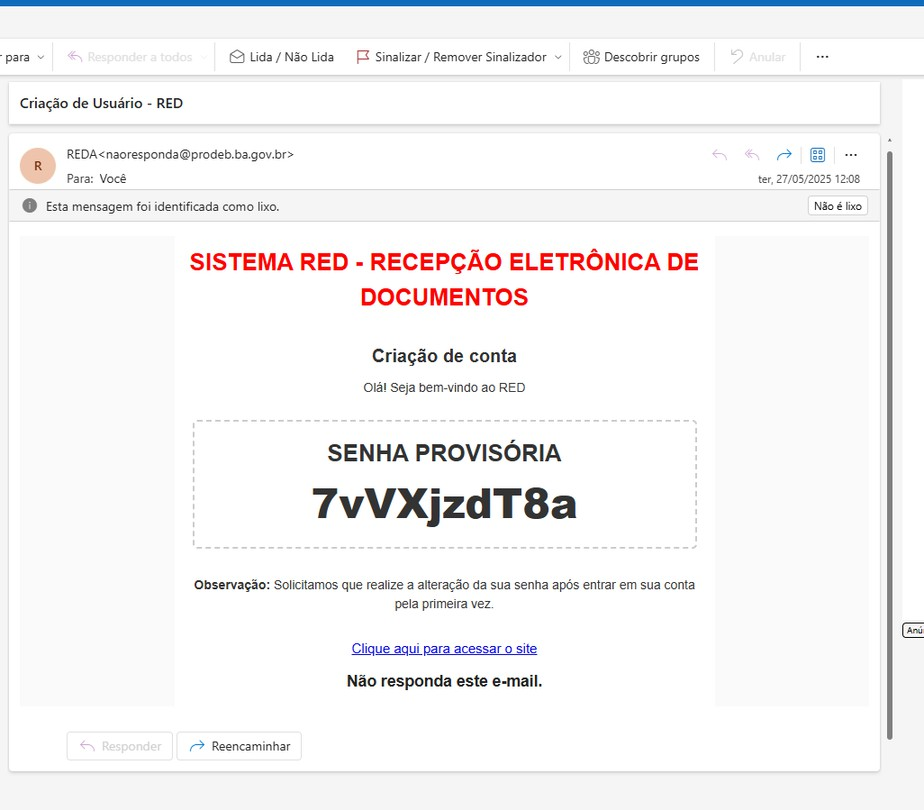 r para
Responder a todos
Lida / Não Lida
Sinalizar / Remover Sinalizador
Descobrir grupos
Anular
...
Criação de Usuário - RED
R
REDA<naoresponda@prodeb.ba.gov.br>
Para: Você
ter, 27/05/2025 12:08
Esta mensagem foi identificada como lixo.
Não é lixo
SISTEMA RED - RECEPÇÃO ELETRÔNICA DE
DOCUMENTOS
Criação de conta
Olá! Seja bem-vindo ao RED
SENHA PROVISÓRIA
7vVXjzdT8a
Observação: Solicitamos que realize a alteração da sua senha após entrar em sua conta
pela primeira vez.
Clique aqui para acessar o site
Não responda este e-mail.
Anú
Responder
Reencaminhar